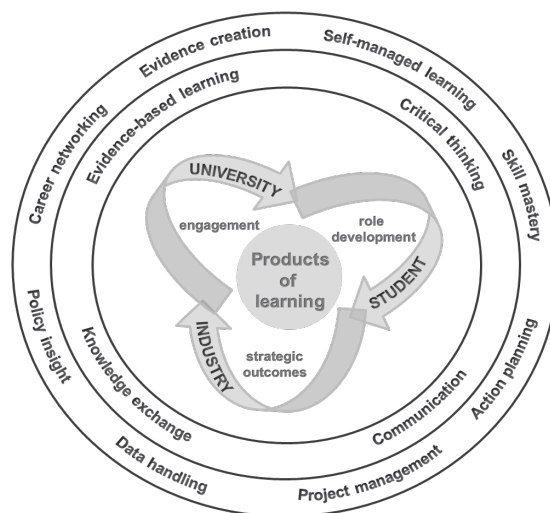 Evidence creation
Self-managed learning
Career networking
Evidence-based learning
Critical thinking
Skill mastery
UNIVERSITY
engagement
role
development
Products
of
learning
STUDENT
INDUSTRY
strategic
outcomes
Policy insight
Knowledge exchange
Communication
Action planning
Data handling
Project management